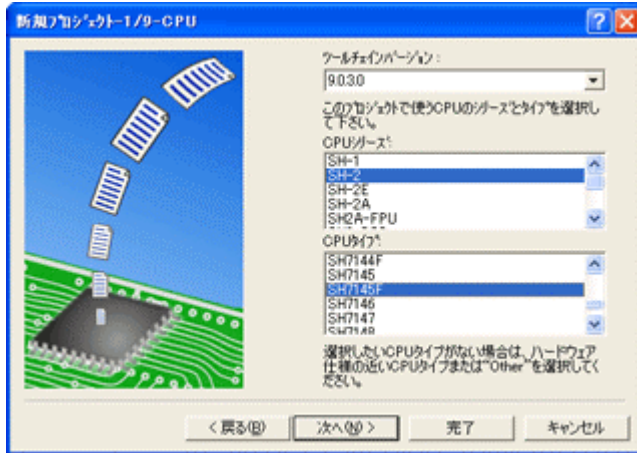 新規ﾌﾟﾛｼﾞｪｸﾄ-1/9-CPU
ﾂｰﾙﾁｪｲﾝﾊﾞｰｼﾞｮﾝ :
9.0.3.0
このﾌﾟﾛｼﾞｪｸﾄで使うCPUのｼﾘｰｽﾞとﾀｲﾌﾟを選択し
て下さい。
CPUｼﾘｰｽﾞ:
SH-1
SH-2
SH-2E
SH-2A
SH2A-FPU
CPUﾀｲﾌﾟ:
SH7144F
SH7145
SH7145F
SH7146
SH7147
SH7148
選択したいCPUﾀｲﾌﾟがない場合は、ﾊｰﾄﾞｳｪｱ
仕様の近いCPUﾀｲﾌﾟまたは"Other"を選択してく
ださい。
< 戻る(B)
次へ(N) >
完了
キャンセル